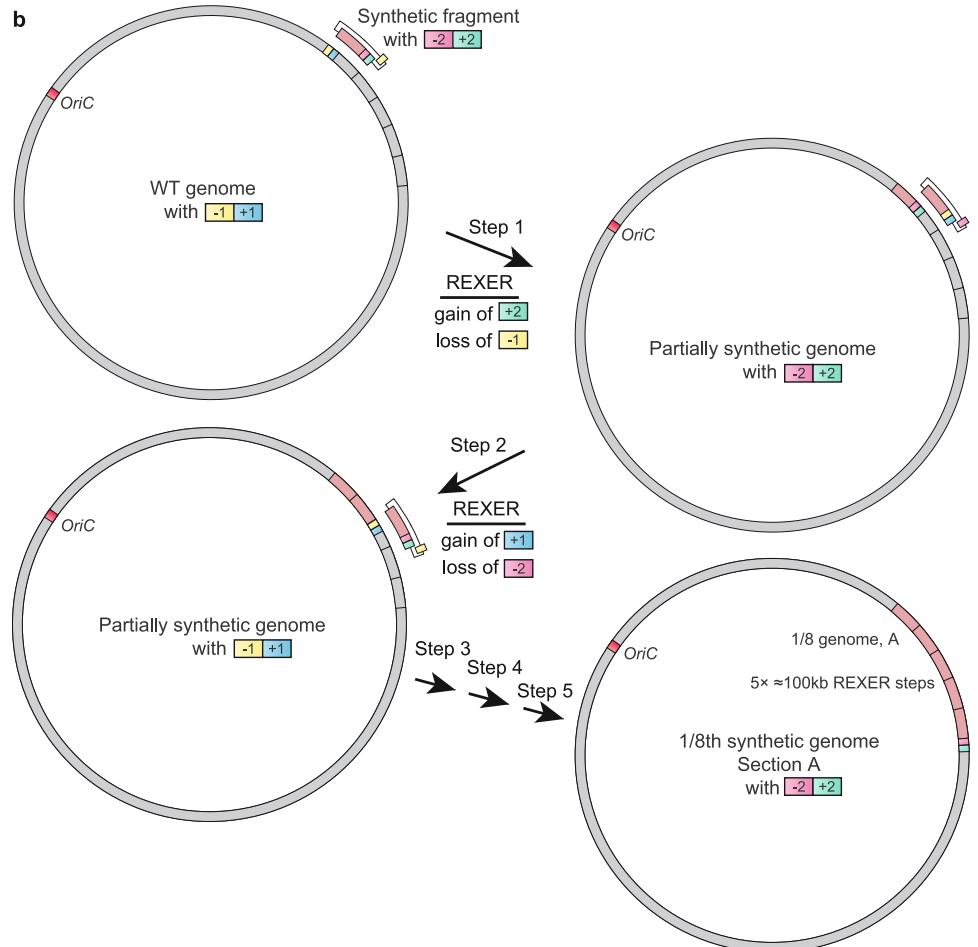 b
Synthetic fragment
with -2 +2
OriC
WT genome
with -1 +1
Step 1
REXER
gain of +2
loss of -1
OriC
Partially synthetic genome
with -2 +2
Step 2
REXER
gain of +1
loss of -2
OriC
Partially synthetic genome
with -1 +1
Step 3
Step 4
Step 5
OriC
1/8 genome, A
5× ≈100kb REXER steps
1/8th synthetic genome
Section A
with -2 +2